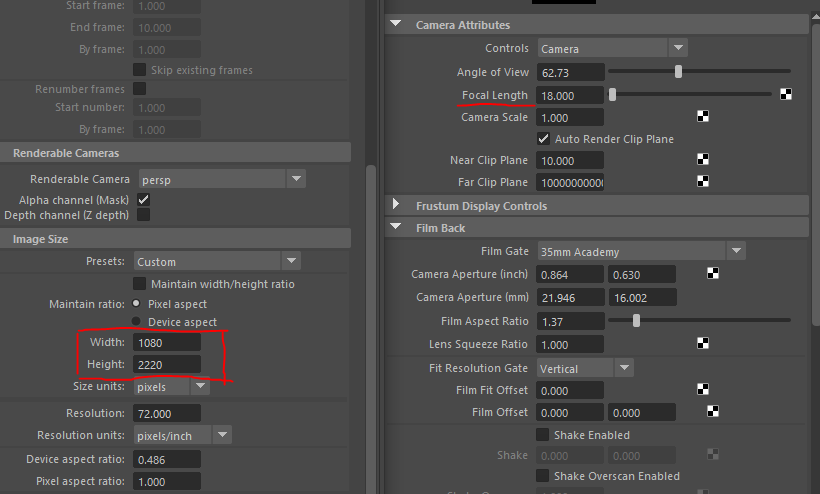 Start frame: 1.000
End frame: 10.000
By frame: 1.000
Skip existing frames
Renumber frames
Start number: 1.000
By frame: 1.000
Renderable Cameras
Renderable Camera persp
Alpha channel (Mask)
Depth channel (Z depth)
Image Size
Presets: Custom
Maintain width/height ratio
Maintain ratio: Pixel aspect
Device aspect
Width: 1080
Height: 2220
Size units: pixels
Resolution: 72.000
Resolution units: pixels/inch
Device aspect ratio: 0.486
Pixel aspect ratio: 1.000
Camera Attributes
Controls Camera
Angle of View 62.73
Focal Length 18.000
Camera Scale 1.000
Auto Render Clip Plane
Near Clip Plane 10.000
Far Clip Plane 10000000000
Frustum Display Controls
Film Back
Film Gate 35mm Academy
Camera Aperture (inch) 0.864 0.630
Camera Aperture (mm) 21.946 16.002
Film Aspect Ratio 1.37
Lens Squeeze Ratio 1.000
Fit Resolution Gate Vertical
Film Fit Offset 0.000
Film Offset 0.000 0.000
Shake Enabled
Shake 0.000 0.000
Shake Overscan Enabled